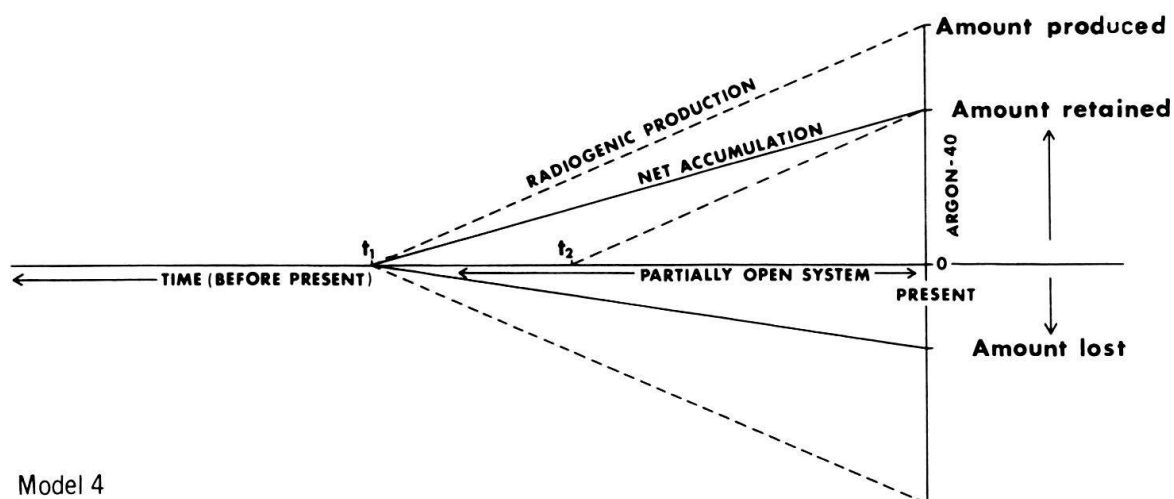 Amount produced
RADIOGENIC PRODUCTION
Amount retained
NET ACCUMULATION
ARGON-40
t₁
t₂
0
TIME (BEFORE PRESENT)
PARTIALLY OPEN SYSTEM
PRESENT
Amount lost
Model 4